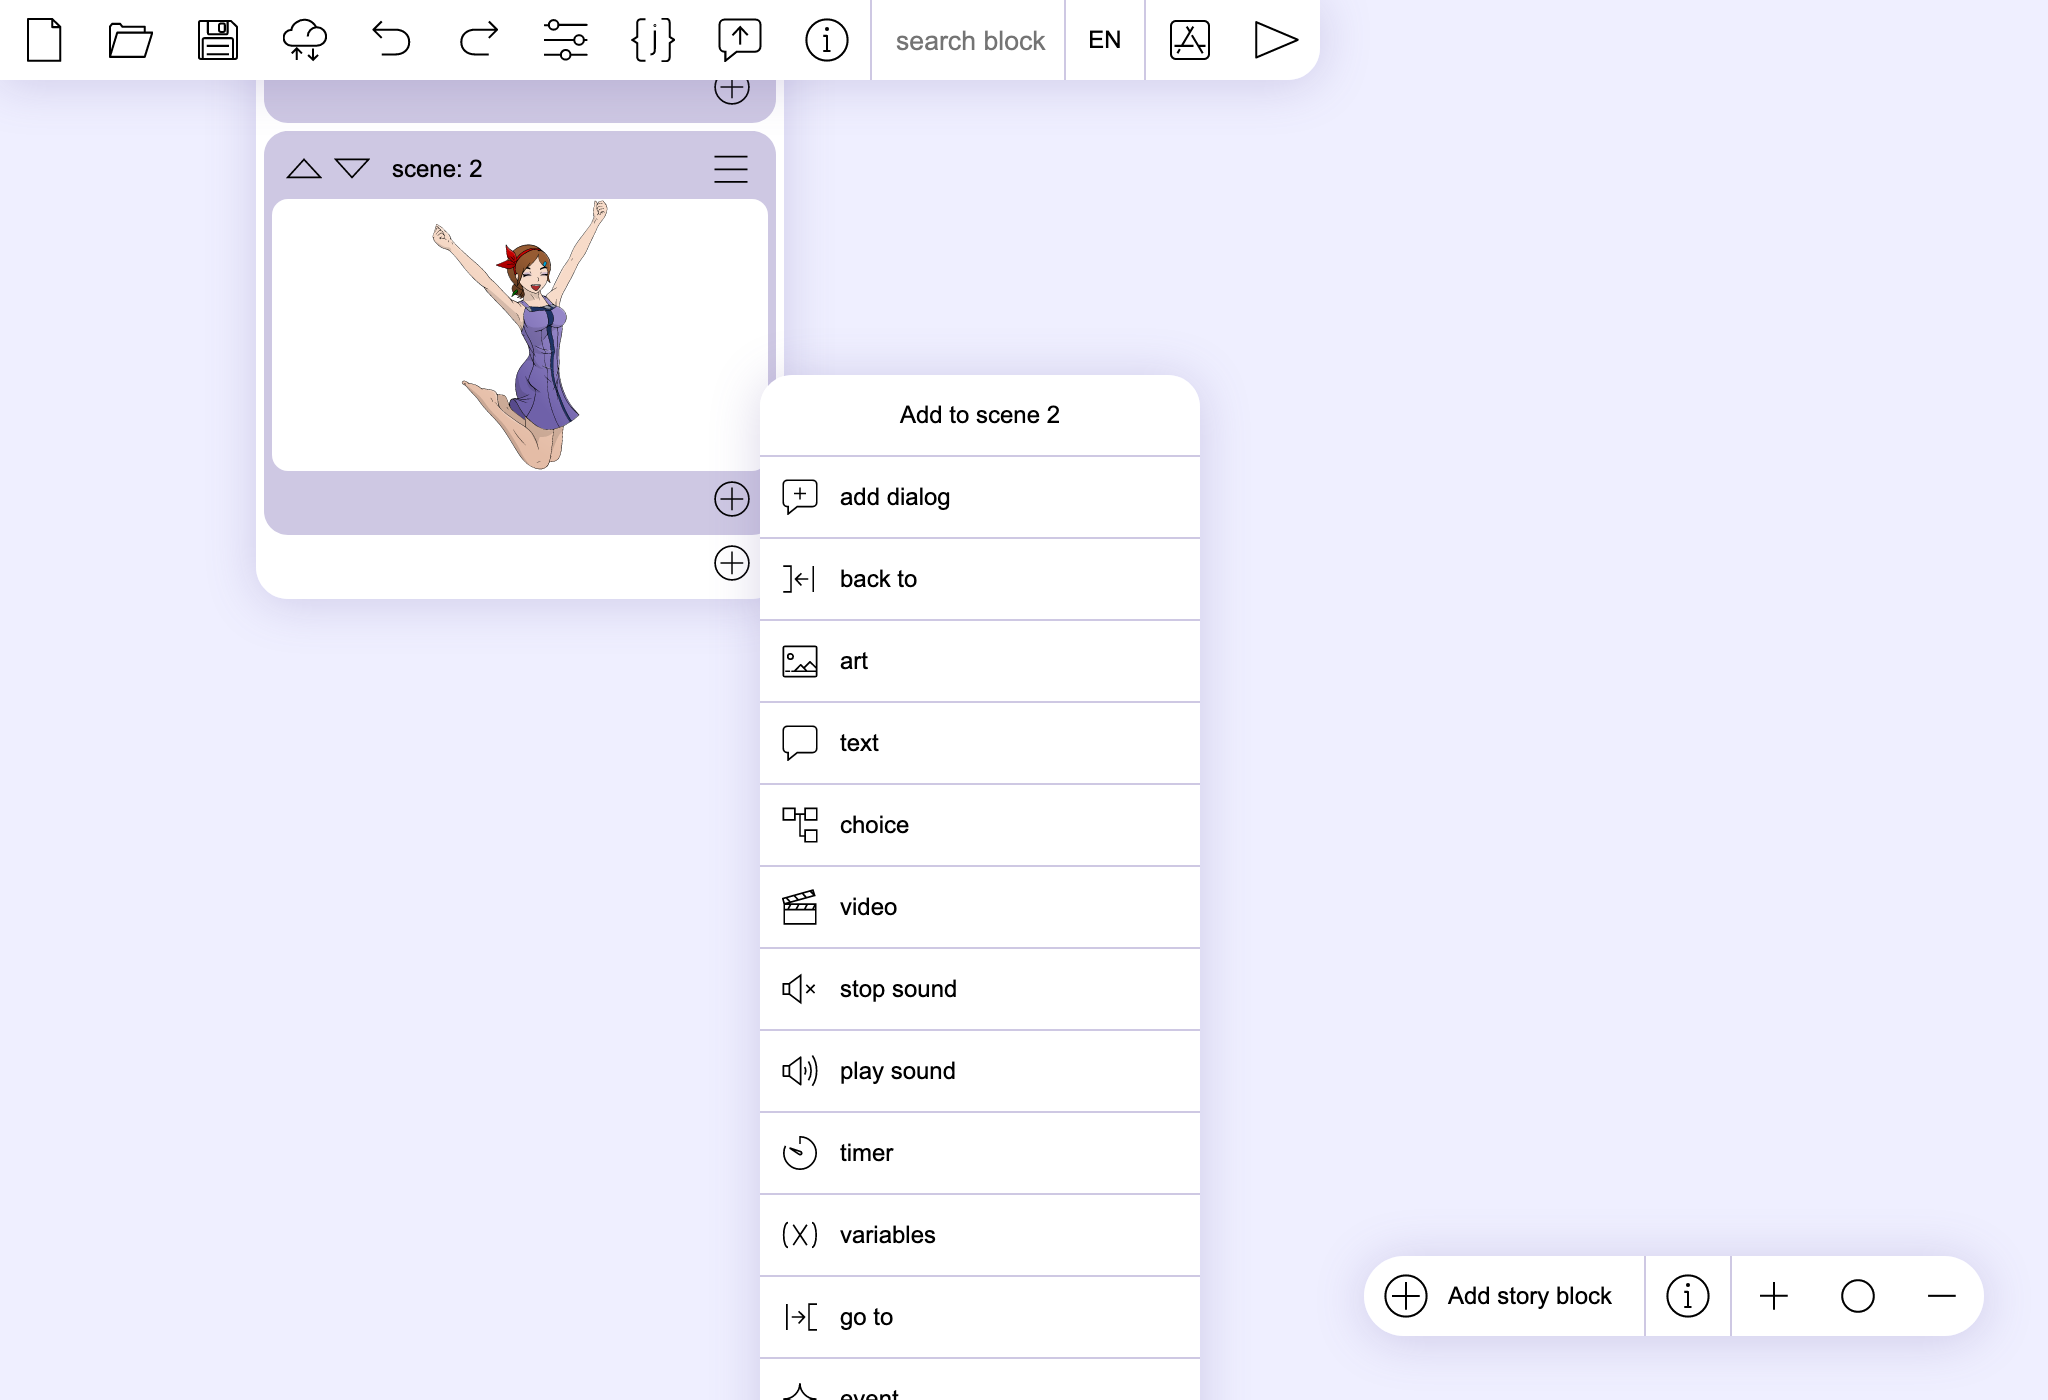 {j}
search block
EN
scene: 2
Add to scene 2
add dialog
back to
art
text
choice
video
stop sound
play sound
timer
(X) variables
go to
event
Add story block